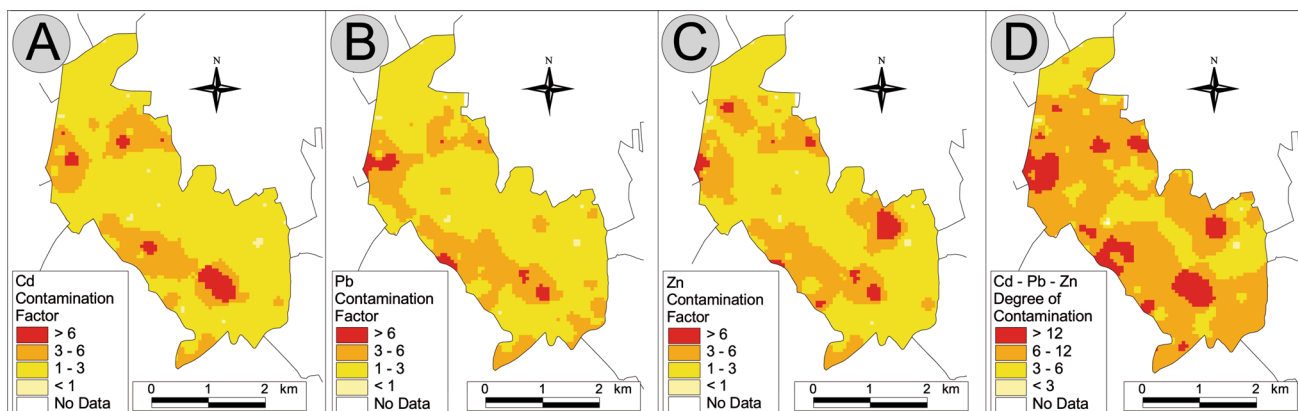 A
N
Cd
Contamination
Factor
> 6
3 - 6
1 - 3
< 1
No Data
0 1 2 km
B
N
Pb
Contamination
Factor
> 6
3 - 6
1 - 3
< 1
No Data
0 1 2 km
C
N
Zn
Contamination
Factor
> 6
3 - 6
1 - 3
< 1
No Data
0 1 2 km
D
N
Cd - Pb - Zn
Degree of
Contamination
> 12
6 - 12
3 - 6
< 3
No Data
0 1 2 km